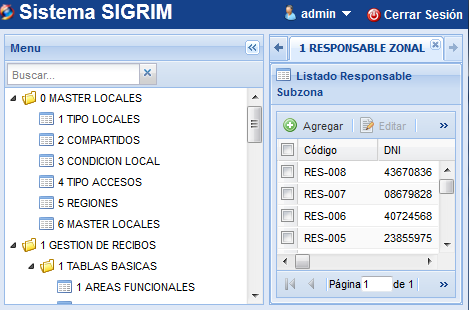 Sistema SIGRIM
admin
Cerrar Sesión
Menu
Buscar...
0 MASTER LOCALES
1 TIPO LOCALES
2 COMPARTIDOS
3 CONDICION LOCAL
4 TIPO ACCESOS
5 REGIONES
6 MASTER LOCALES
1 GESTION DE RECIBOS
1 TABLAS BASICAS
1 AREAS FUNCIONALES
1 RESPONSABLE ZONAL
Listado Responsable
Subzona
Agregar
Editar
Código DNI
RES-008 43670836
RES-007 08679828
RES-006 40724568
RES-005 23855975
Página 1 de 1